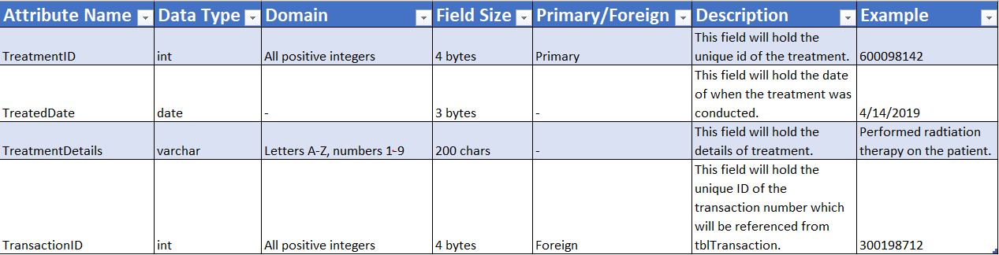 Attribute Name Data Type Domain Field Size Primary/Foreign Description Example
TreatmentID int All positive integers 4 bytes Primary This field will hold the
unique id of the treatment. 600098142
TreatedDate date - 3 bytes - This field will hold the date
of when the treatment was
conducted. 4/14/2019
TreatmentDetails varchar Letters A-Z, numbers 1-9 200 chars - This field will hold the
details of treatment. Performed radtiation
therapy on the patient.
TransactionID int All positive integers 4 bytes Foreign This field will hold the
unique ID of the
transaction number which
will be referenced from
tblTransaction. 300198712